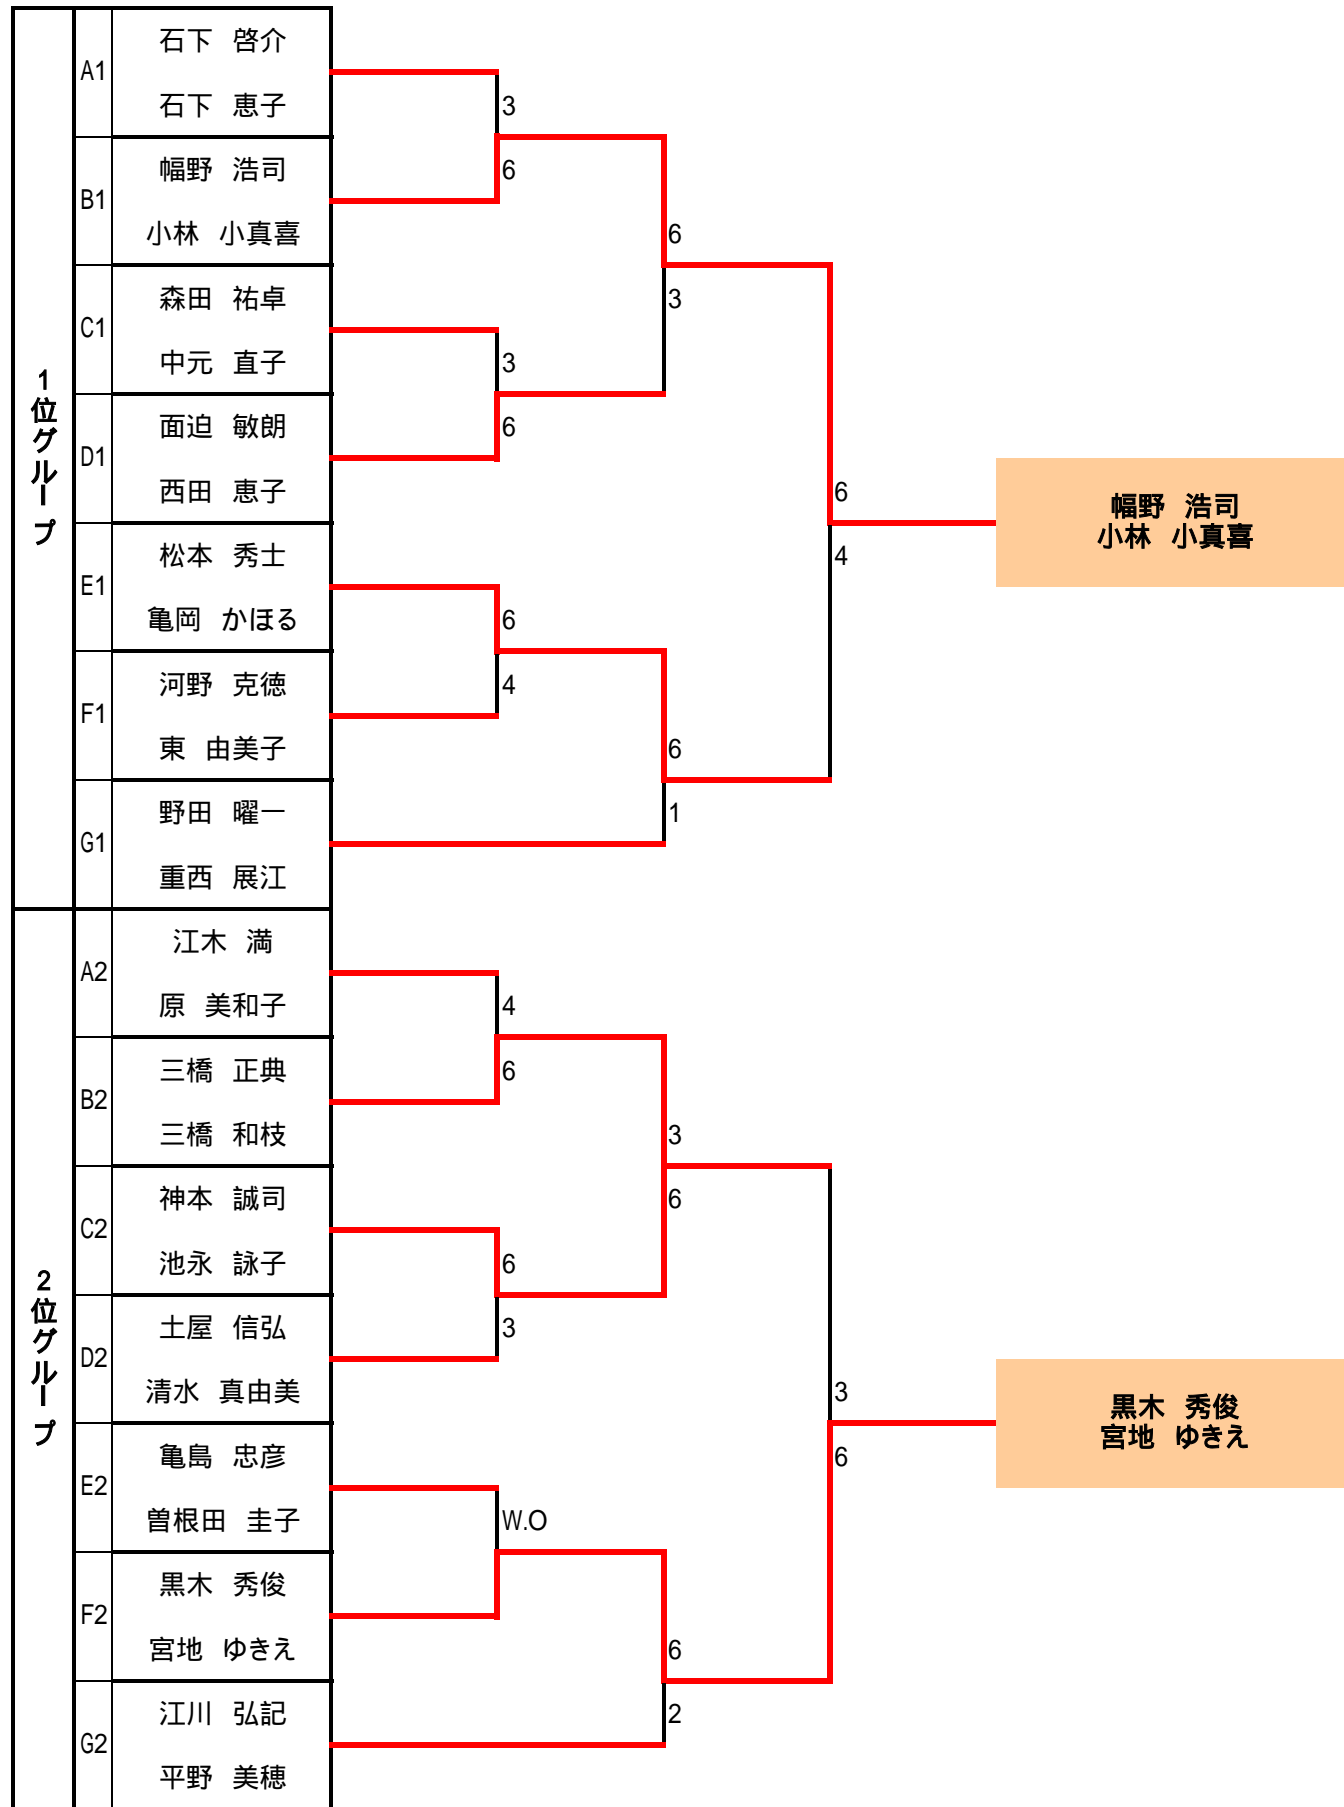 1位グループ
A1
石下 啓介
石下 恵子
3
B1
幅野 浩司
小林 小真喜
6
6
C1
森田 祐卓
中元 直子
3
3
D1
面迫 敏朗
西田 恵子
6
6
幅野 浩司
小林 小真喜
4
E1
松本 秀士
亀岡 かほる
6
F1
河野 克徳
東 由美子
4
6
G1
野田 曜一
重西 展江
1
2位グループ
A2
江木 満
原 美和子
4
B2
三橋 正典
三橋 和枝
6
3
C2
神本 誠司
池永 詠子
6
6
D2
土屋 信弘
清水 真由美
3
3
黒木 秀俊
宮地 ゆきえ
6
E2
亀島 忠彦
曽根田 圭子
W.O
F2
黒木 秀俊
宮地 ゆきえ
6
G2
江川 弘記
平野 美穂
2